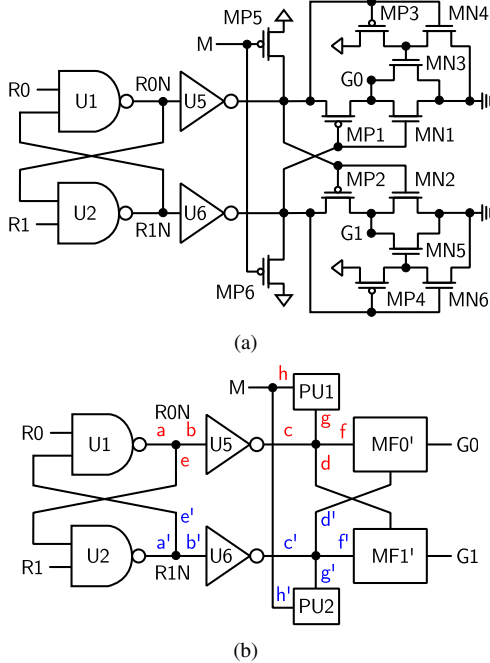 MP5
MP3
MN4
M
MN3
R0N
G0
R0
U1
U5
MP1
MN1
MP2
MN2
U2
U6
R1
R1N
G1
MN5
MP6
MP4
MN6
(a)
M
h
PU1
R0N
g
R0
U1
a
b
U5
c
f
MF0'
G0
e
d
e'
d'
U2
a'
b'
U6
c'
f'
MF1'
G1
R1
R1N
g'
h'
PU2
(b)